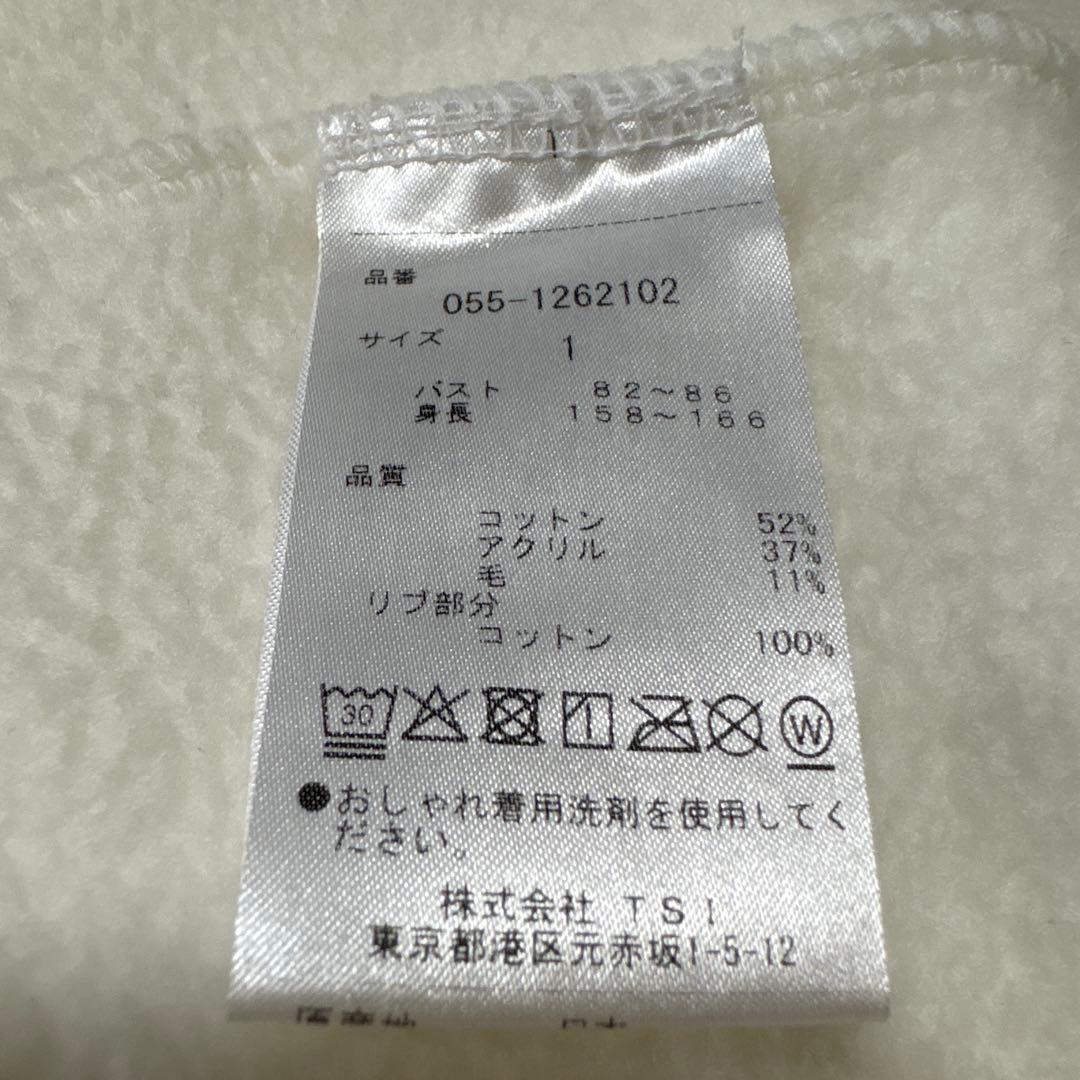 品番
055-1262102
サイズ 1
バスト 82〜86
身長 158〜166
品質
コットン 52%
アクリル 37%
毛 11%
リブ部分
コットン 100%
30
W
●おしゃれ着用洗剤を使用してく
ださい。
株式会社 TSI
東京都港区元赤坂1-5-12